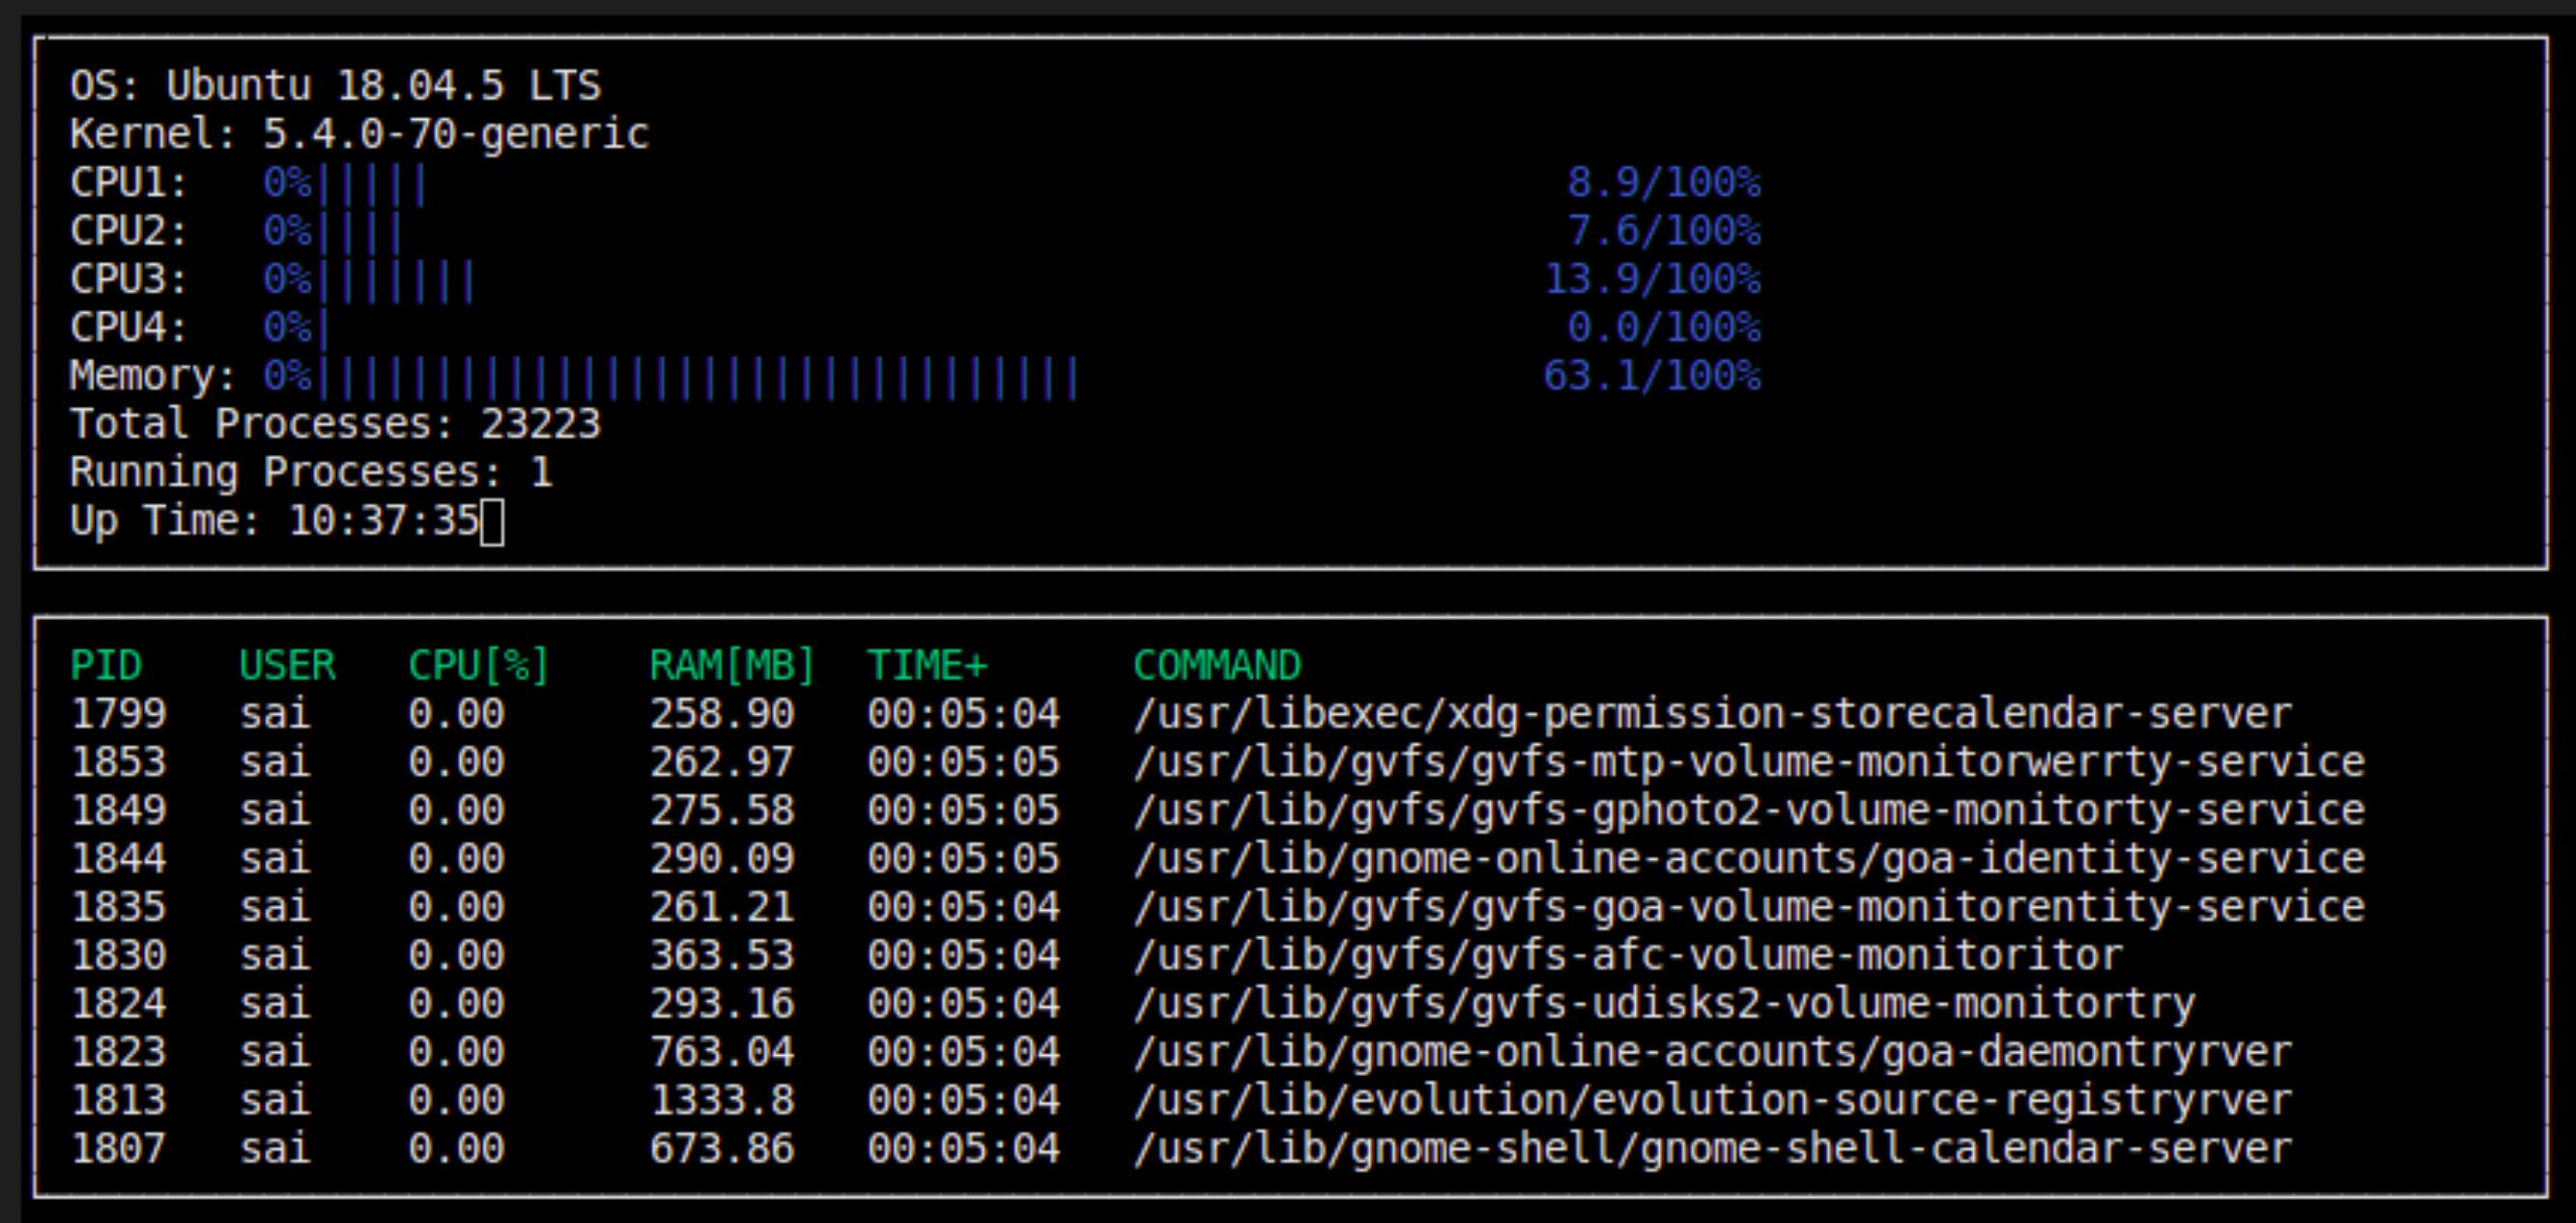 OS: Ubuntu 18.04.5 LTS
Kernel: 5.4.0-70-generic
CPU1: 0%||||| 8.9/100%
CPU2: 0%|||| 7.6/100%
CPU3: 0%||||||| 13.9/100%
CPU4: 0%| 0.0/100%
Memory: 0%|||||||||||||||||||||||||||||||| 63.1/100%
Total Processes: 23223
Running Processes: 1
Up Time: 10:37:35
PID USER CPU[%] RAM[MB] TIME+ COMMAND
1799 sai 0.00 258.90 00:05:04 /usr/libexec/xdg-permission-storecalendar-server
1853 sai 0.00 262.97 00:05:05 /usr/lib/gvfs/gvfs-mtp-volume-monitorwerrty-service
1849 sai 0.00 275.58 00:05:05 /usr/lib/gvfs/gvfs-gphoto2-volume-monitorty-service
1844 sai 0.00 290.09 00:05:05 /usr/lib/gnome-online-accounts/goa-identity-service
1835 sai 0.00 261.21 00:05:04 /usr/lib/gvfs/gvfs-goa-volume-monitorentity-service
1830 sai 0.00 363.53 00:05:04 /usr/lib/gvfs/gvfs-afc-volume-monitoritor
1824 sai 0.00 293.16 00:05:04 /usr/lib/gvfs/gvfs-udisks2-volume-monitortry
1823 sai 0.00 763.04 00:05:04 /usr/lib/gnome-online-accounts/goa-daemontryrver
1813 sai 0.00 1333.8 00:05:04 /usr/lib/evolution/evolution-source-registryrver
1807 sai 0.00 673.86 00:05:04 /usr/lib/gnome-shell/gnome-shell-calendar-server